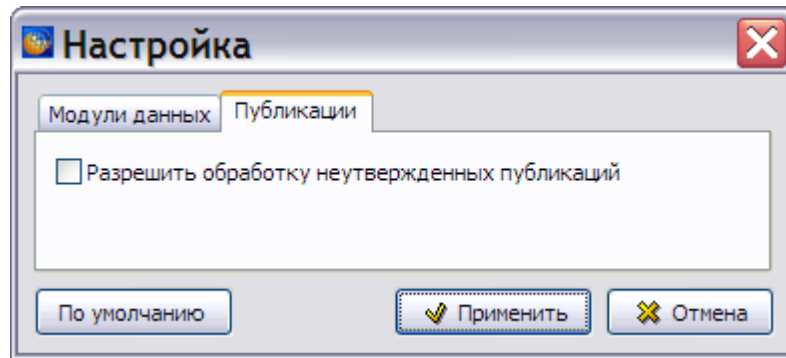 Настройка
Модули данных
Публикации
Разрешить обработку неутвержденных публикаций
По умолчанию
Применить
Отмена